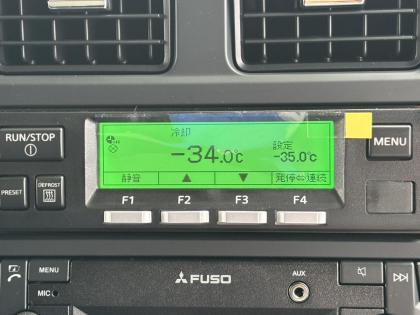 冷却
RUN/STOP
-34.0℃
設定
-35.0℃
MENU
静音 ▲ ▼ 発停⇔連続
PRESET
DEFROST
F1 F2 F3 F4
MENU
FUSO
AUX
MIC